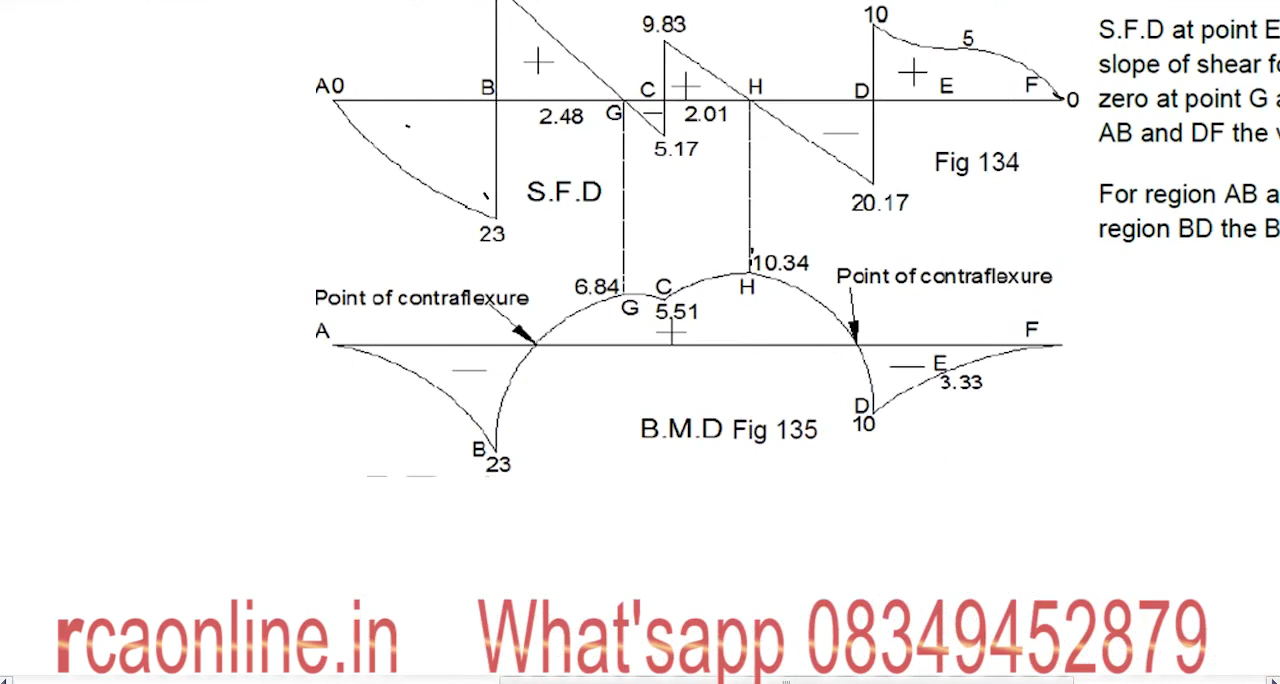 10
9.83
5
S.F.D at point E
slope of shear fo
A0
B
C
H
D
E
F
0
zero at point G a
2.48
G
2.01
AB and DF the v
5.17
Fig 134
S.F.D
20.17
For region AB a
23
region BD the B
10.34
Point of contraflexure
6.84
C
H
Point of contraflexure
G
5.51
A
F
E
3.33
D
10
B.M.D Fig 135
B
23
rcaonline.in What'sapp 08349452879